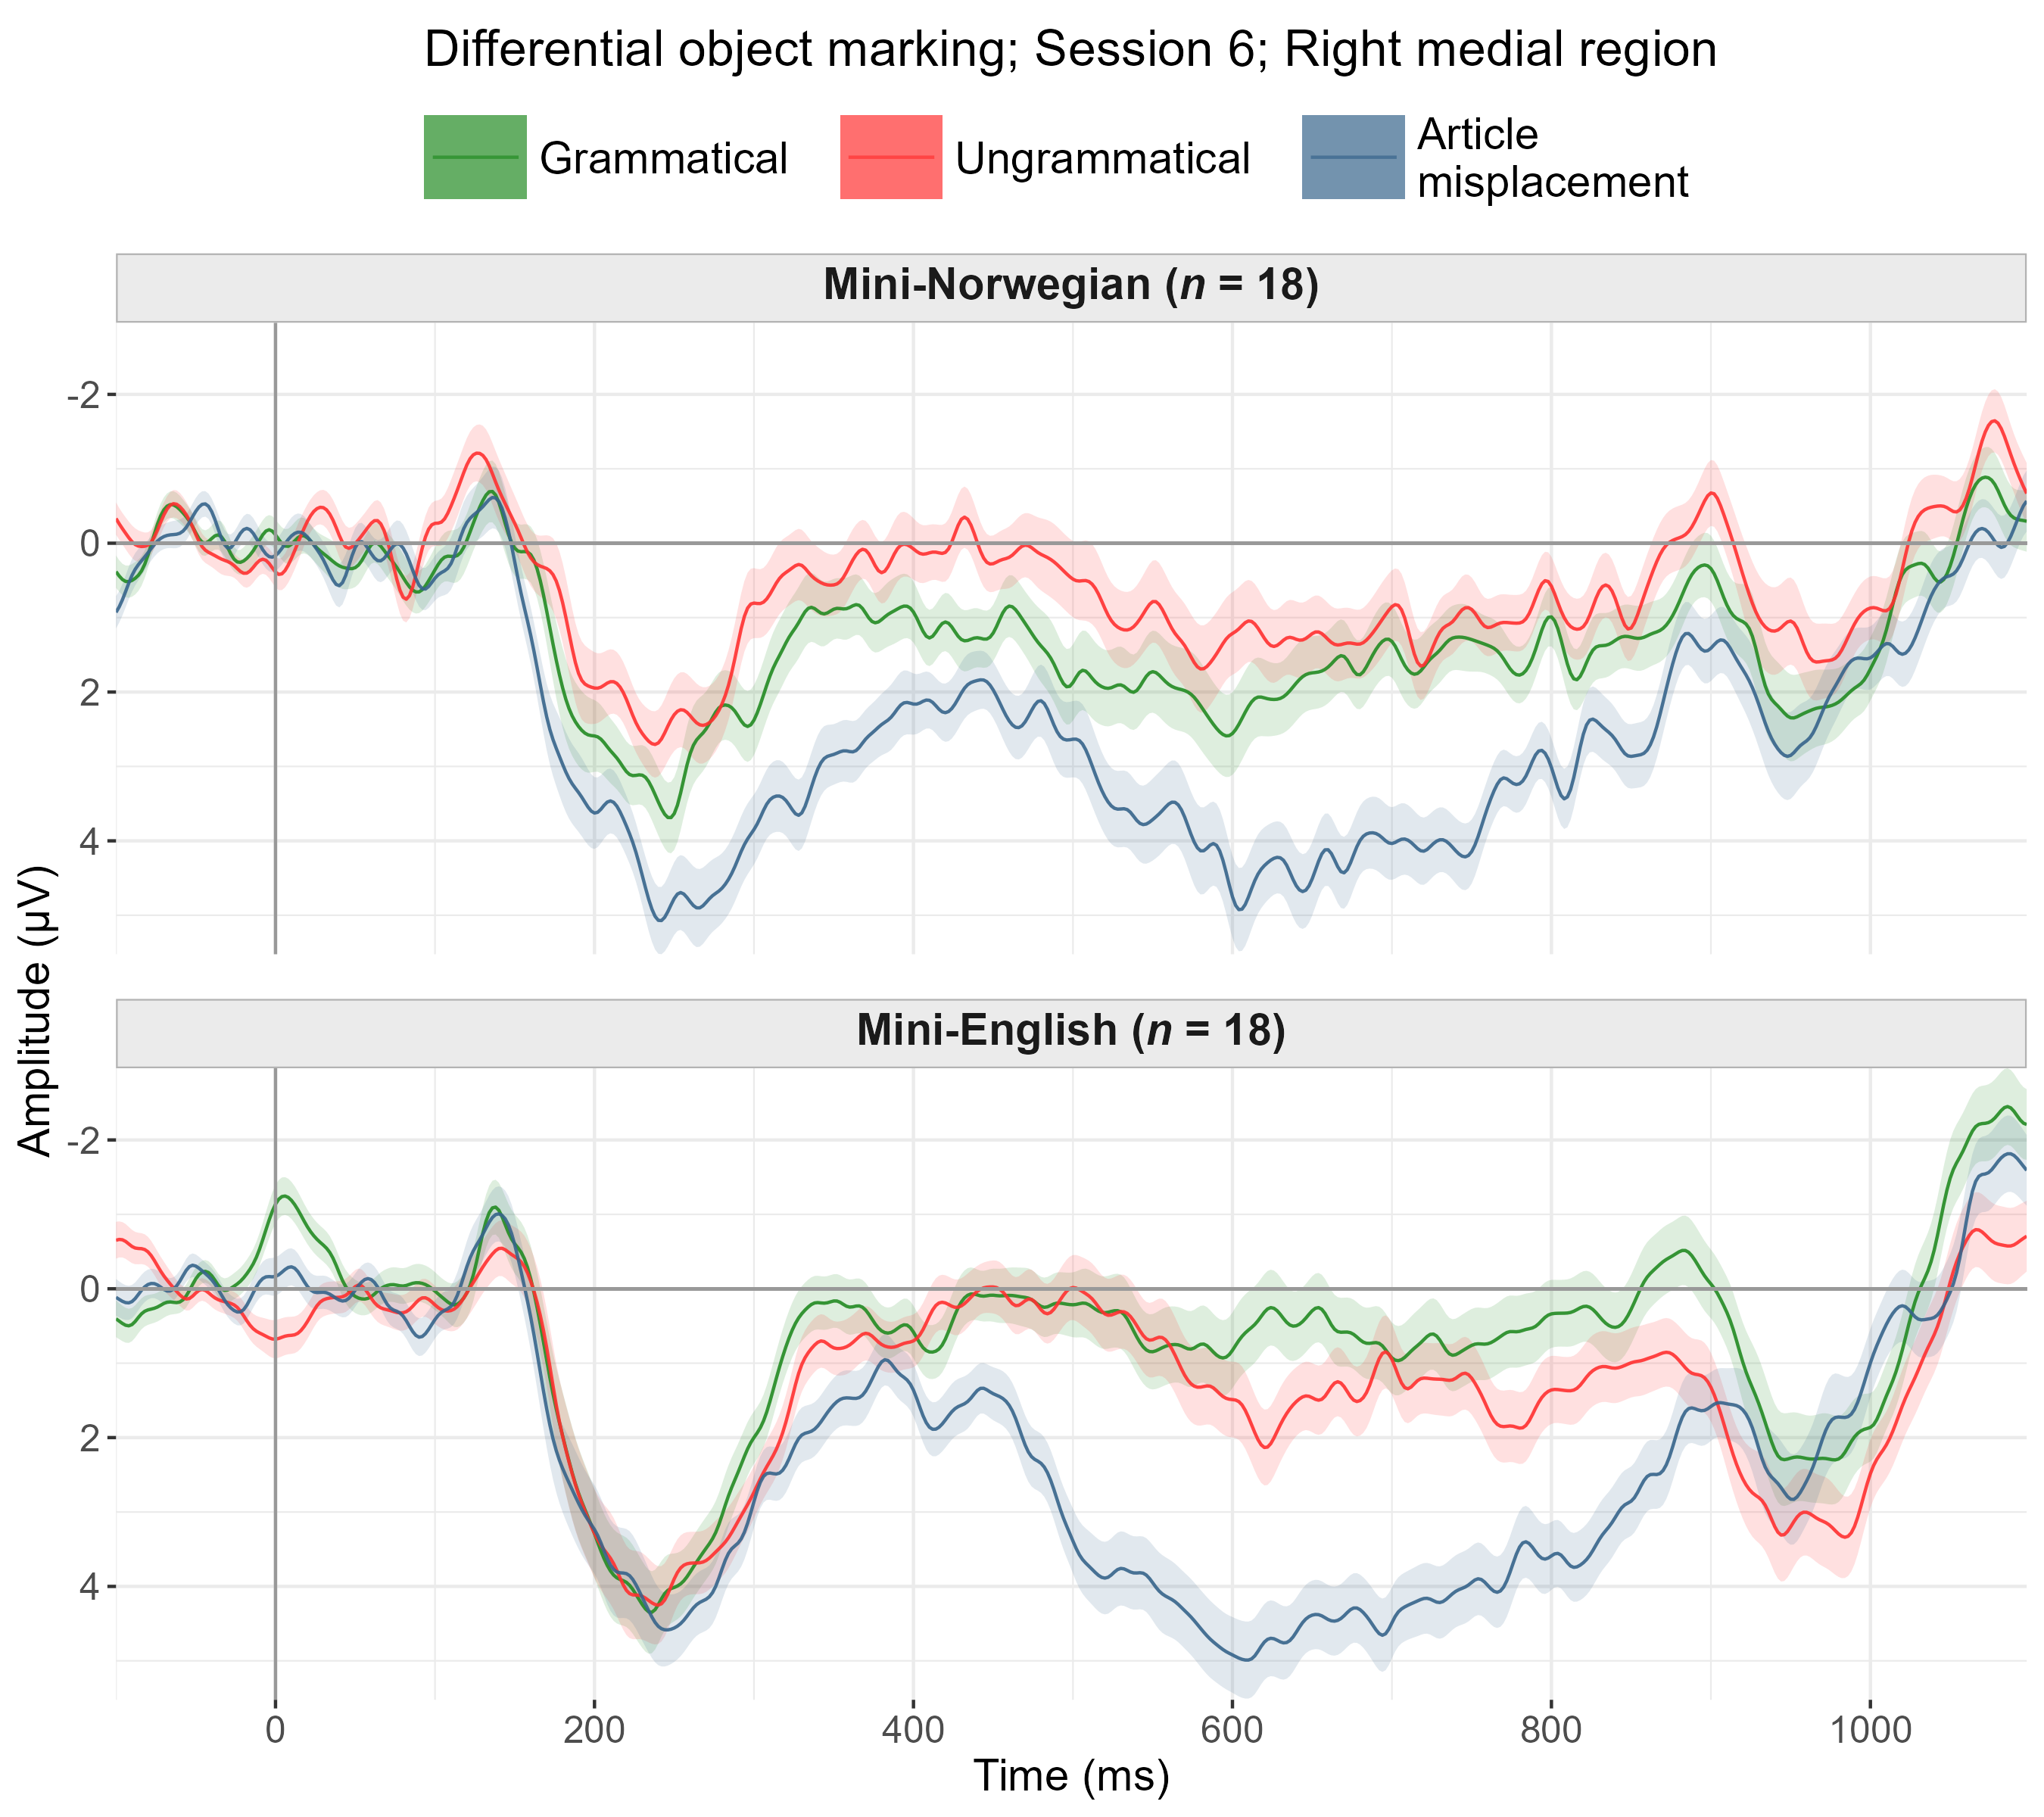 Differential object marking; Session 6; Right medial region
Grammatical
Ungrammatical
Article
misplacement
Mini-Norwegian (n = 18)
-2
0
2
4
Mini-English (n = 18)
-2
0
2
4
0 200 400 600 800 1000
Time (ms)
Amplitude (μV)